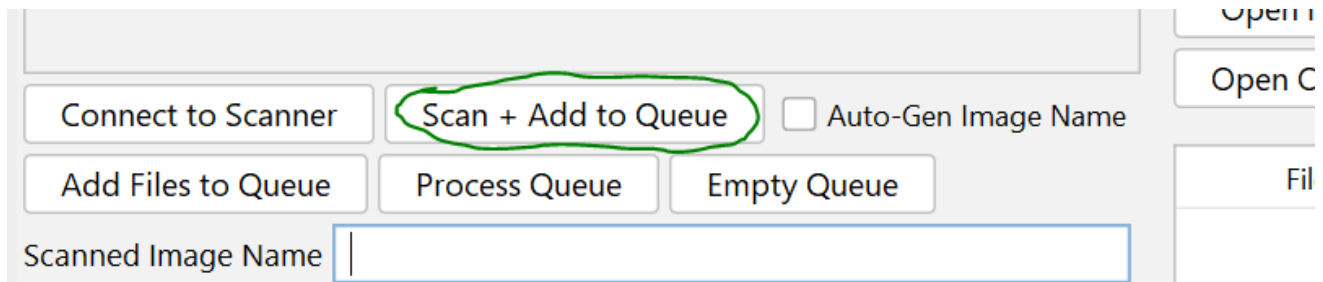 Connect to Scanner Scan + Add to Queue Auto-Gen Image Name
Open
Add Files to Queue Process Queue Empty Queue
Scanned Image Name